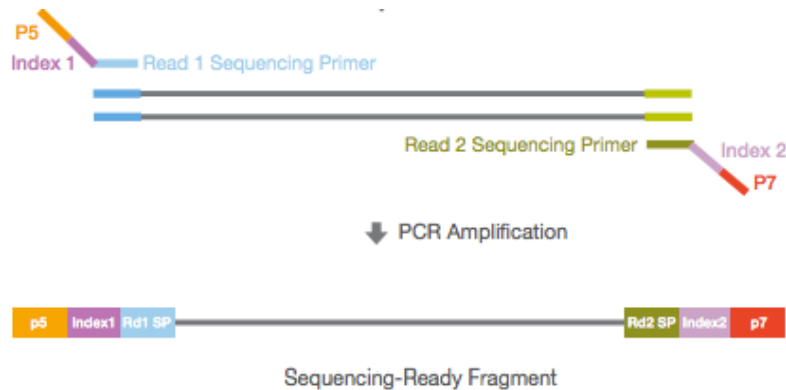 P5
Index 1
Read 1 Sequencing Primer
Read 2 Sequencing Primer
Index 2
P7
PCR Amplification
p5 Index1 Rd1 SP Rd2 SP Index2 p7
Sequencing-Ready Fragment